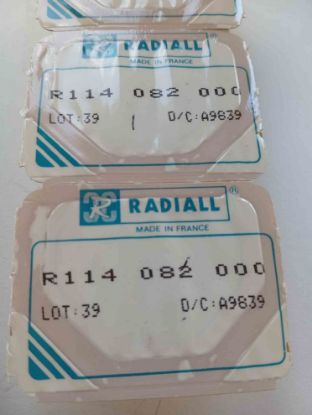 RADIALL®
MADE IN FRANCE
R114 082 000
LOT:39 D/C:A9839
RADIALL®
MADE IN FRANCE
R114 082 000
LOT:39 D/C:A9839